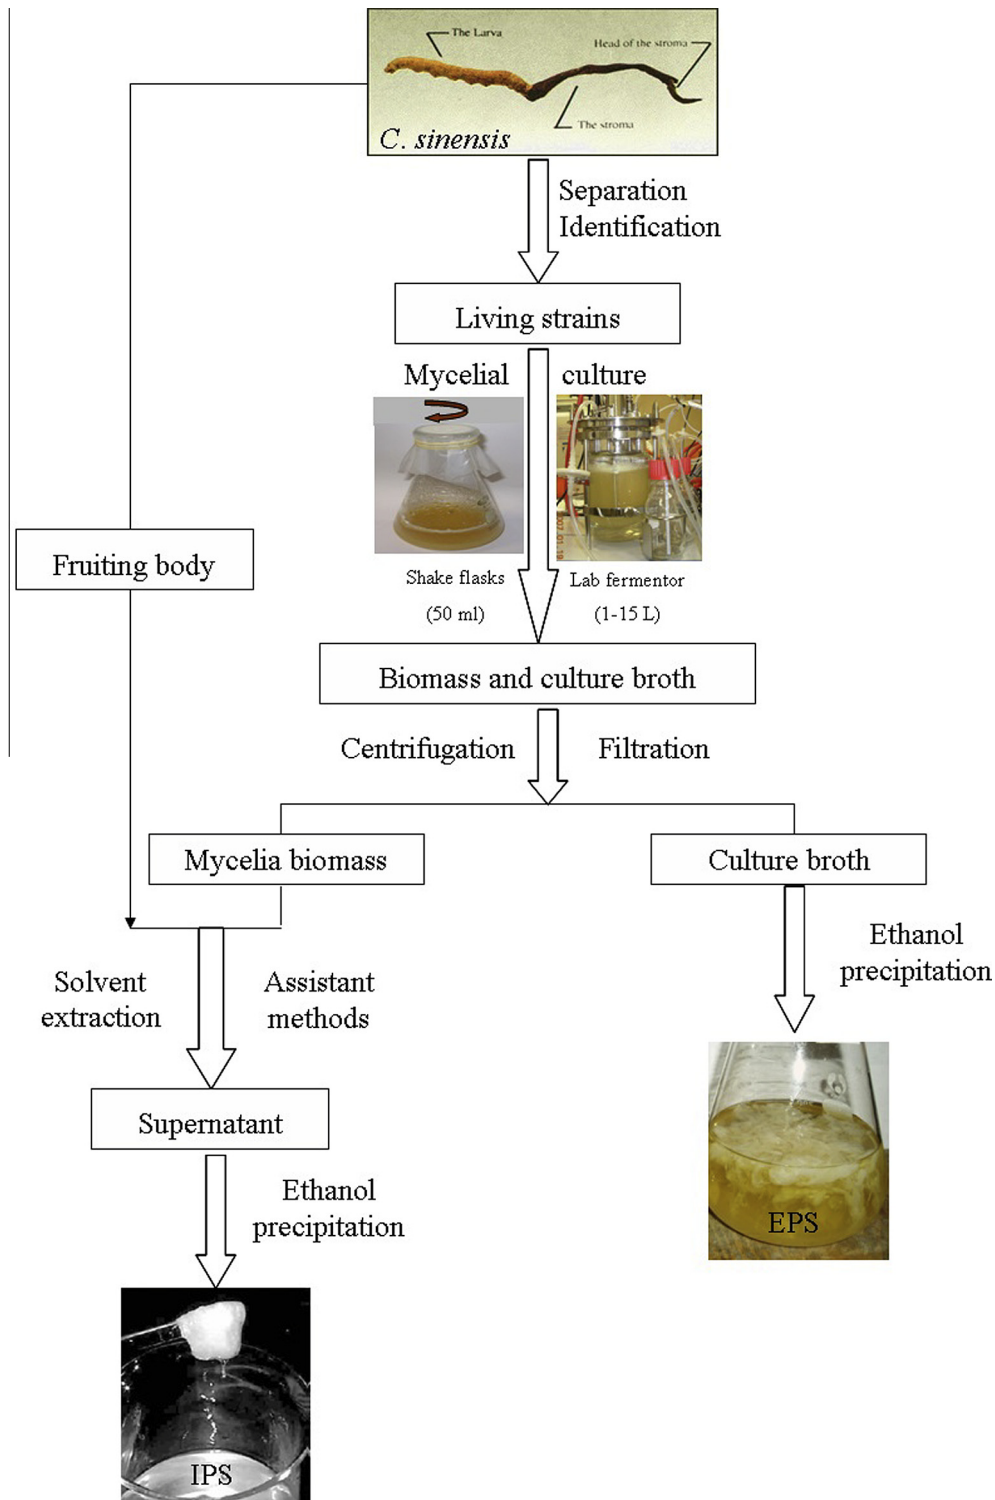 The Larva
Head of the stroma
The stroma
C. sinensis
Separation
Identification
Living strains
Mycelial culture
Shake flasks
(50 ml)
Lab fermentor
(1-15 L)
Fruiting body
Biomass and culture broth
Centrifugation Filtration
Mycelia biomass
Culture broth
Ethanol
precipitation
Solvent
extraction
Assistant
methods
Supernatant
Ethanol
precipitation
EPS
IPS